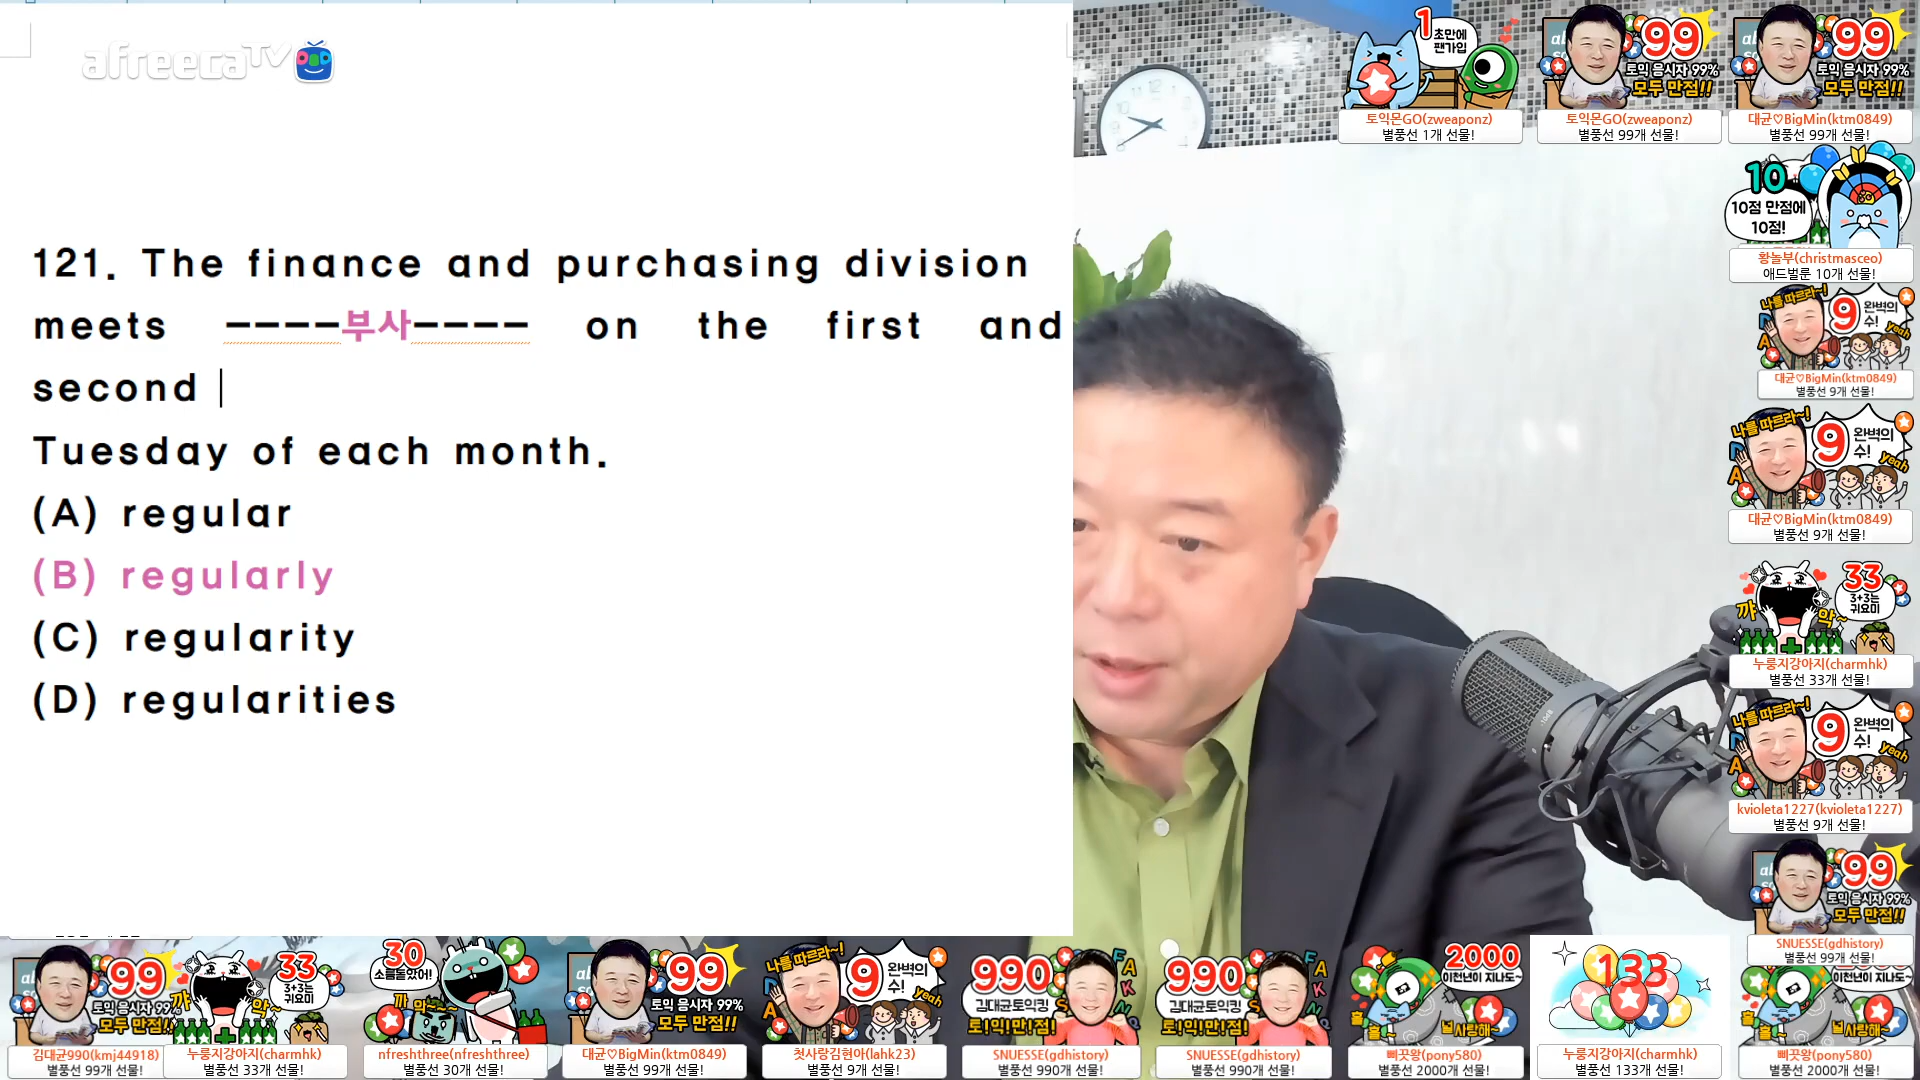 afreecaTV
121. The finance and purchasing division
meets ----부사---- on the first and
second
Tuesday of each month.
(A) regular
(B) regularly
(C) regularity
(D) regularities
1
초만에
팬가입
토익몬GO(zweaponz)
별풍선 1개 선물!
99
토익 응시자 99%
모두 만점!!
토익몬GO(zweaponz)
별풍선 99개 선물!
99
토익 응시자 99%
모두 만점!!
대균♡BigMin(ktm0849)
별풍선 99개 선물!
10
10점 만점에
10점!
황놀부(christmasceo)
애드벌룬 10개 선물!
나를 따르라~!
9
완벽의
수!
yeah
대균♡BigMin(ktm0849)
별풍선 9개 선물!
나를 따르라~!
9
완벽의
수!
yeah
대균♡BigMin(ktm0849)
별풍선 9개 선물!
33
3+3는
귀요미
꺄
악~
누룽지강아지(charmhk)
별풍선 33개 선물!
나를 따르라~!
9
완벽의
수!
yeah
kvioleta1227(kvioleta1227)
별풍선 9개 선물!
99
토익 응시자 99%
모두 만점!!
SNUESSE(gdhistory)
별풍선 99개 선물!
99
토익 응시자 99%
모두 만점!!
김대균990(kmj44918)
별풍선 99개 선물!
33
3+3는
귀요미
꺄
악~
누룽지강아지(charmhk)
별풍선 33개 선물!
30
소름돋았어!
까
악~
nfreshthree(nfreshthree)
별풍선 30개 선물!
99
토익 응시자 99%
모두 만점!!
대균♡BigMin(ktm0849)
별풍선 99개 선물!
나를 따르라~!
9
완벽의
수!
yeah
첫사랑김현아(lahk23)
별풍선 9개 선물!
990
김대균토익킹
토!익!만!점!
SNUESSE(gdhistory)
별풍선 990개 선물!
990
김대균토익킹
토!익!만!점!
SNUESSE(gdhistory)
별풍선 990개 선물!
2000
이천년이 지나도~
널 사랑해~
삐끗왕(pony580)
별풍선 2000개 선물!
133
누룽지강아지(charmhk)
별풍선 133개 선물!
이천년이 지나도~
널 사랑해~
삐끗왕(pony580)
별풍선 2000개 선물!